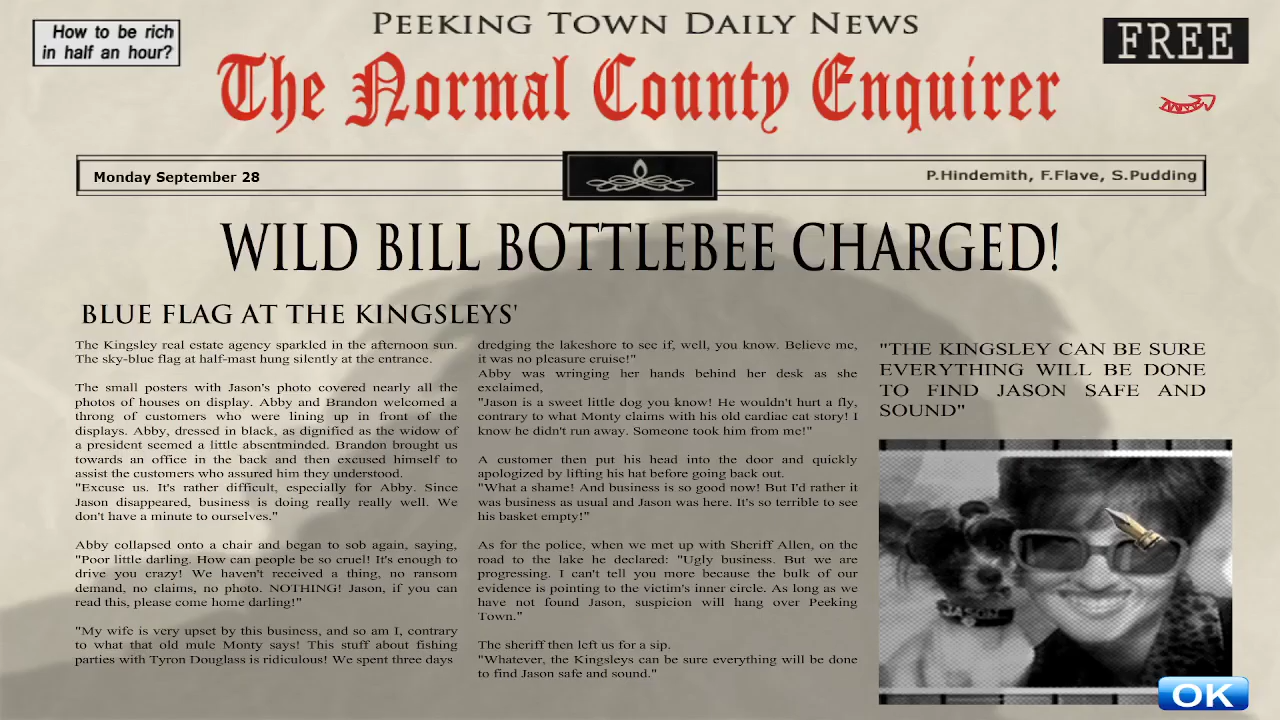 How to be rich
in half an hour?
PEEKING TOWN DAILY NEWS
FREE
The Normal County Enquirer
Monday September 28
P.Hindemith, F.Flave, S.Pudding
WILD BILL BOTTLEBEE CHARGED!
BLUE FLAG AT THE KINGSLEYS'
The Kingsley real estate agency sparkled in the afternoon sun.
The sky-blue flag at half-mast hung silently at the entrance.
The small posters with Jason's photo covered nearly all the
photos of houses on display. Abby and Brandon welcomed a
throng of customers who were lining up in front of the
displays. Abby, dressed in black, as dignified as the widow of
a president seemed a little absentminded. Brandon brought us
towards an office in the back and then excused himself to
assist the customers who assured him they understood.
"Excuse us. It's rather difficult, especially for Abby. Since
Jason disappeared, business is doing really really well. We
don't have a minute to ourselves."
Abby collapsed onto a chair and began to sob again, saying,
"Poor little darling. How can people be so cruel! It's enough to
drive you crazy! We haven't received a thing, no ransom
demand, no claims, no photo. NOTHING! Jason, if you can
read this, please come home darling!"
"My wife is very upset by this business, and so am I, contrary
to what that old mule Monty says! This stuff about fishing
parties with Tyron Douglass is ridiculous! We spent three days
dredging the lakeshore to see if, well, you know. Believe me,
it was no pleasure cruise!"
Abby was wringing her hands behind her desk as she
exclaimed,
"Jason is a sweet little dog you know! He wouldn't hurt a fly,
contrary to what Monty claims with his old cardiac cat story! I
know he didn't run away. Someone took him from me!"
A customer then put his head into the door and quickly
apologized by lifting his hat before going back out.
"What a shame! And business is so good now! But I'd rather it
was business as usual and Jason was here. It's so terrible to see
his basket empty!"
As for the police, when we met up with Sheriff Allen, on the
road to the lake he declared: "Ugly business. But we are
progressing. I can't tell you more because the bulk of our
evidence is pointing to the victim's inner circle. As long as we
have not found Jason, suspicion will hang over Peeking
Town."
The sheriff then left us for a sip.
"Whatever, the Kingsleys can be sure everything will be done
to find Jason safe and sound."
"THE KINGSLEY CAN BE SURE
EVERYTHING WILL BE DONE
TO FIND JASON SAFE AND
SOUND"
JASON
OK